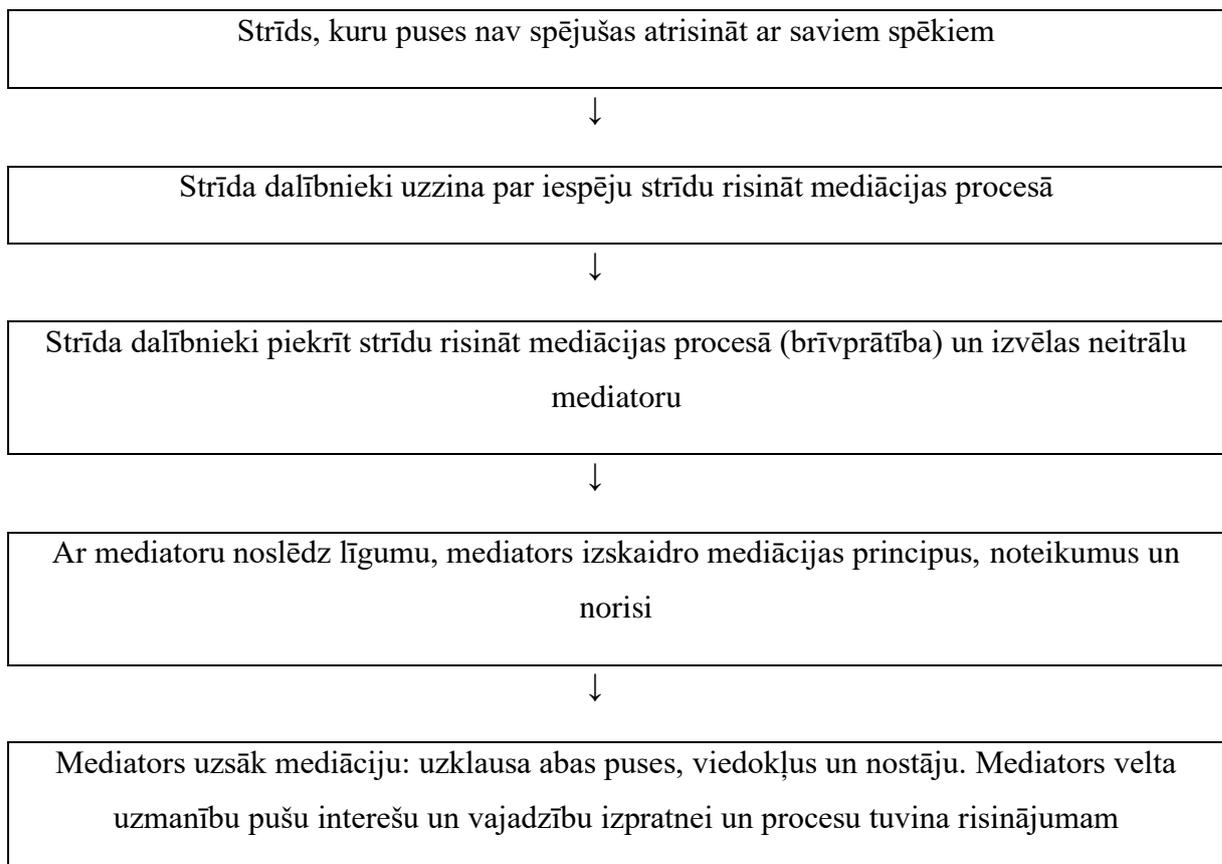 Strīds, kuru puses nav spējušas atrisināt ar saviem spēkiem
↓
Strīda dalībnieki uzzina par iespēju strīdu risināt mediācijas procesā
↓
Strīda dalībnieki piekrīt strīdu risināt mediācijas procesā (brīvprātība) un izvēlas neitrālu
mediatoru
↓
Ar mediatoru noslēdz līgumu, mediators izskaidro mediācijas principus, noteikumus un
norisi
↓
Mediators uzsāk mediāciju: uzklausa abas puses, viedokļus un nostāju. Mediators velta
uzmanību pušu interešu un vajadzību izpratnei un procesu tuvina risinājumam